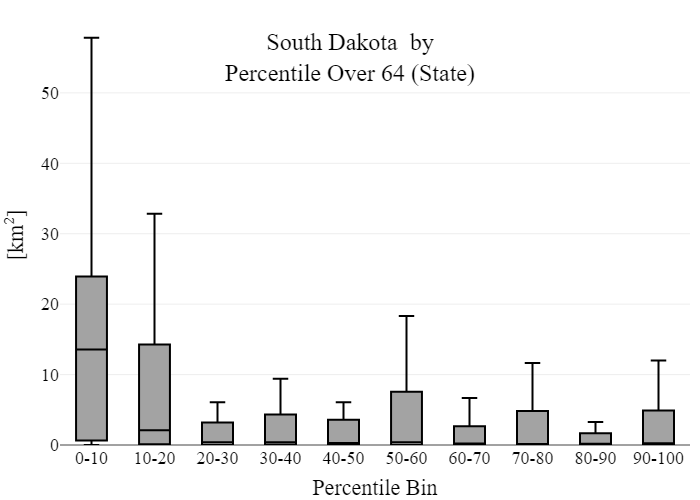 South Dakota  by
Percentile Over 64 (State)
50
40
30
20
10
0
[km²]
0-10 10-20 20-30 30-40 40-50 50-60 60-70 70-80 80-90 90-100
Percentile Bin